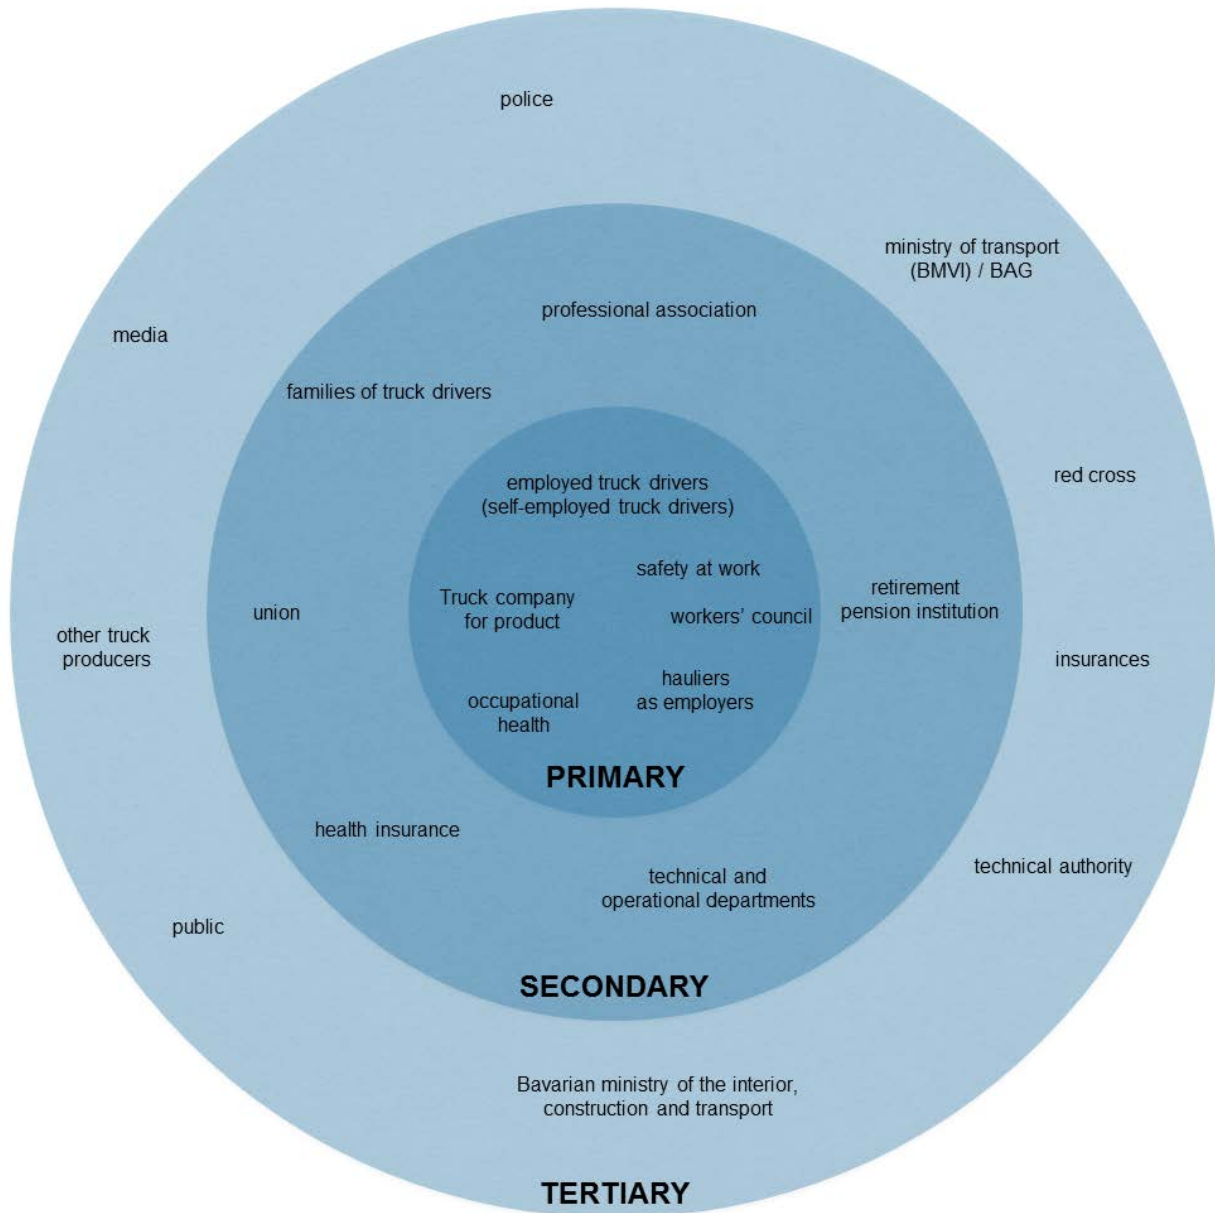 police
ministry of transport
(BMVI) / BAG
professional association
media
families of truck drivers
red cross
employed truck drivers
(self-employed truck drivers)
safety at work
Truck company
for product
workers’ council
retirement
pension institution
union
other truck
producers
insurances
hauliers
as employers
occupational
health
PRIMARY
health insurance
technical and
operational departments
technical authority
public
SECONDARY
Bavarian ministry of the interior,
construction and transport
TERTIARY